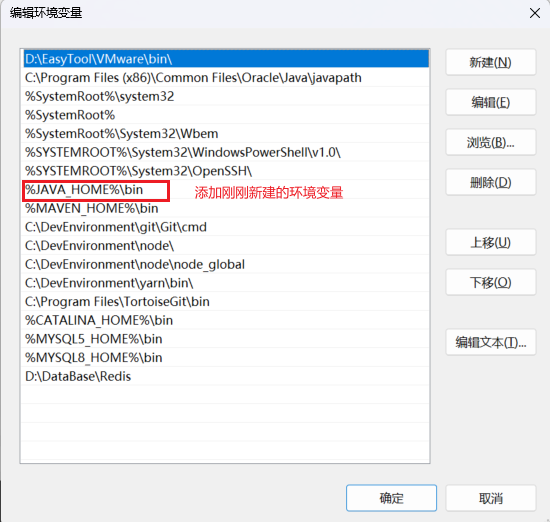 编辑环境变量
D:\EasyTool\VMware\bin\
C:\Program Files (x86)\Common Files\Oracle\Java\javapath
%SystemRoot%\system32
%SystemRoot%
%SystemRoot%\System32\Wbem
%SYSTEMROOT%\System32\WindowsPowerShell\v1.0\
%SYSTEMROOT%\System32\OpenSSH\
%JAVA_HOME%\bin
添加刚刚新建的环境变量
%MAVEN_HOME%\bin
C:\DevEnvironment\git\Git\cmd
C:\DevEnvironment\node\
C:\DevEnvironment\node\node_global
C:\DevEnvironment\yarn\bin\
C:\Program Files\TortoiseGit\bin
%CATALINA_HOME%\bin
%MYSQL5_HOME%\bin
%MYSQL8_HOME%\bin
D:\DataBase\Redis
新建(N)
编辑(E)
浏览(B)...
删除(D)
上移(U)
下移(O)
编辑文本(T)...
确定
取消